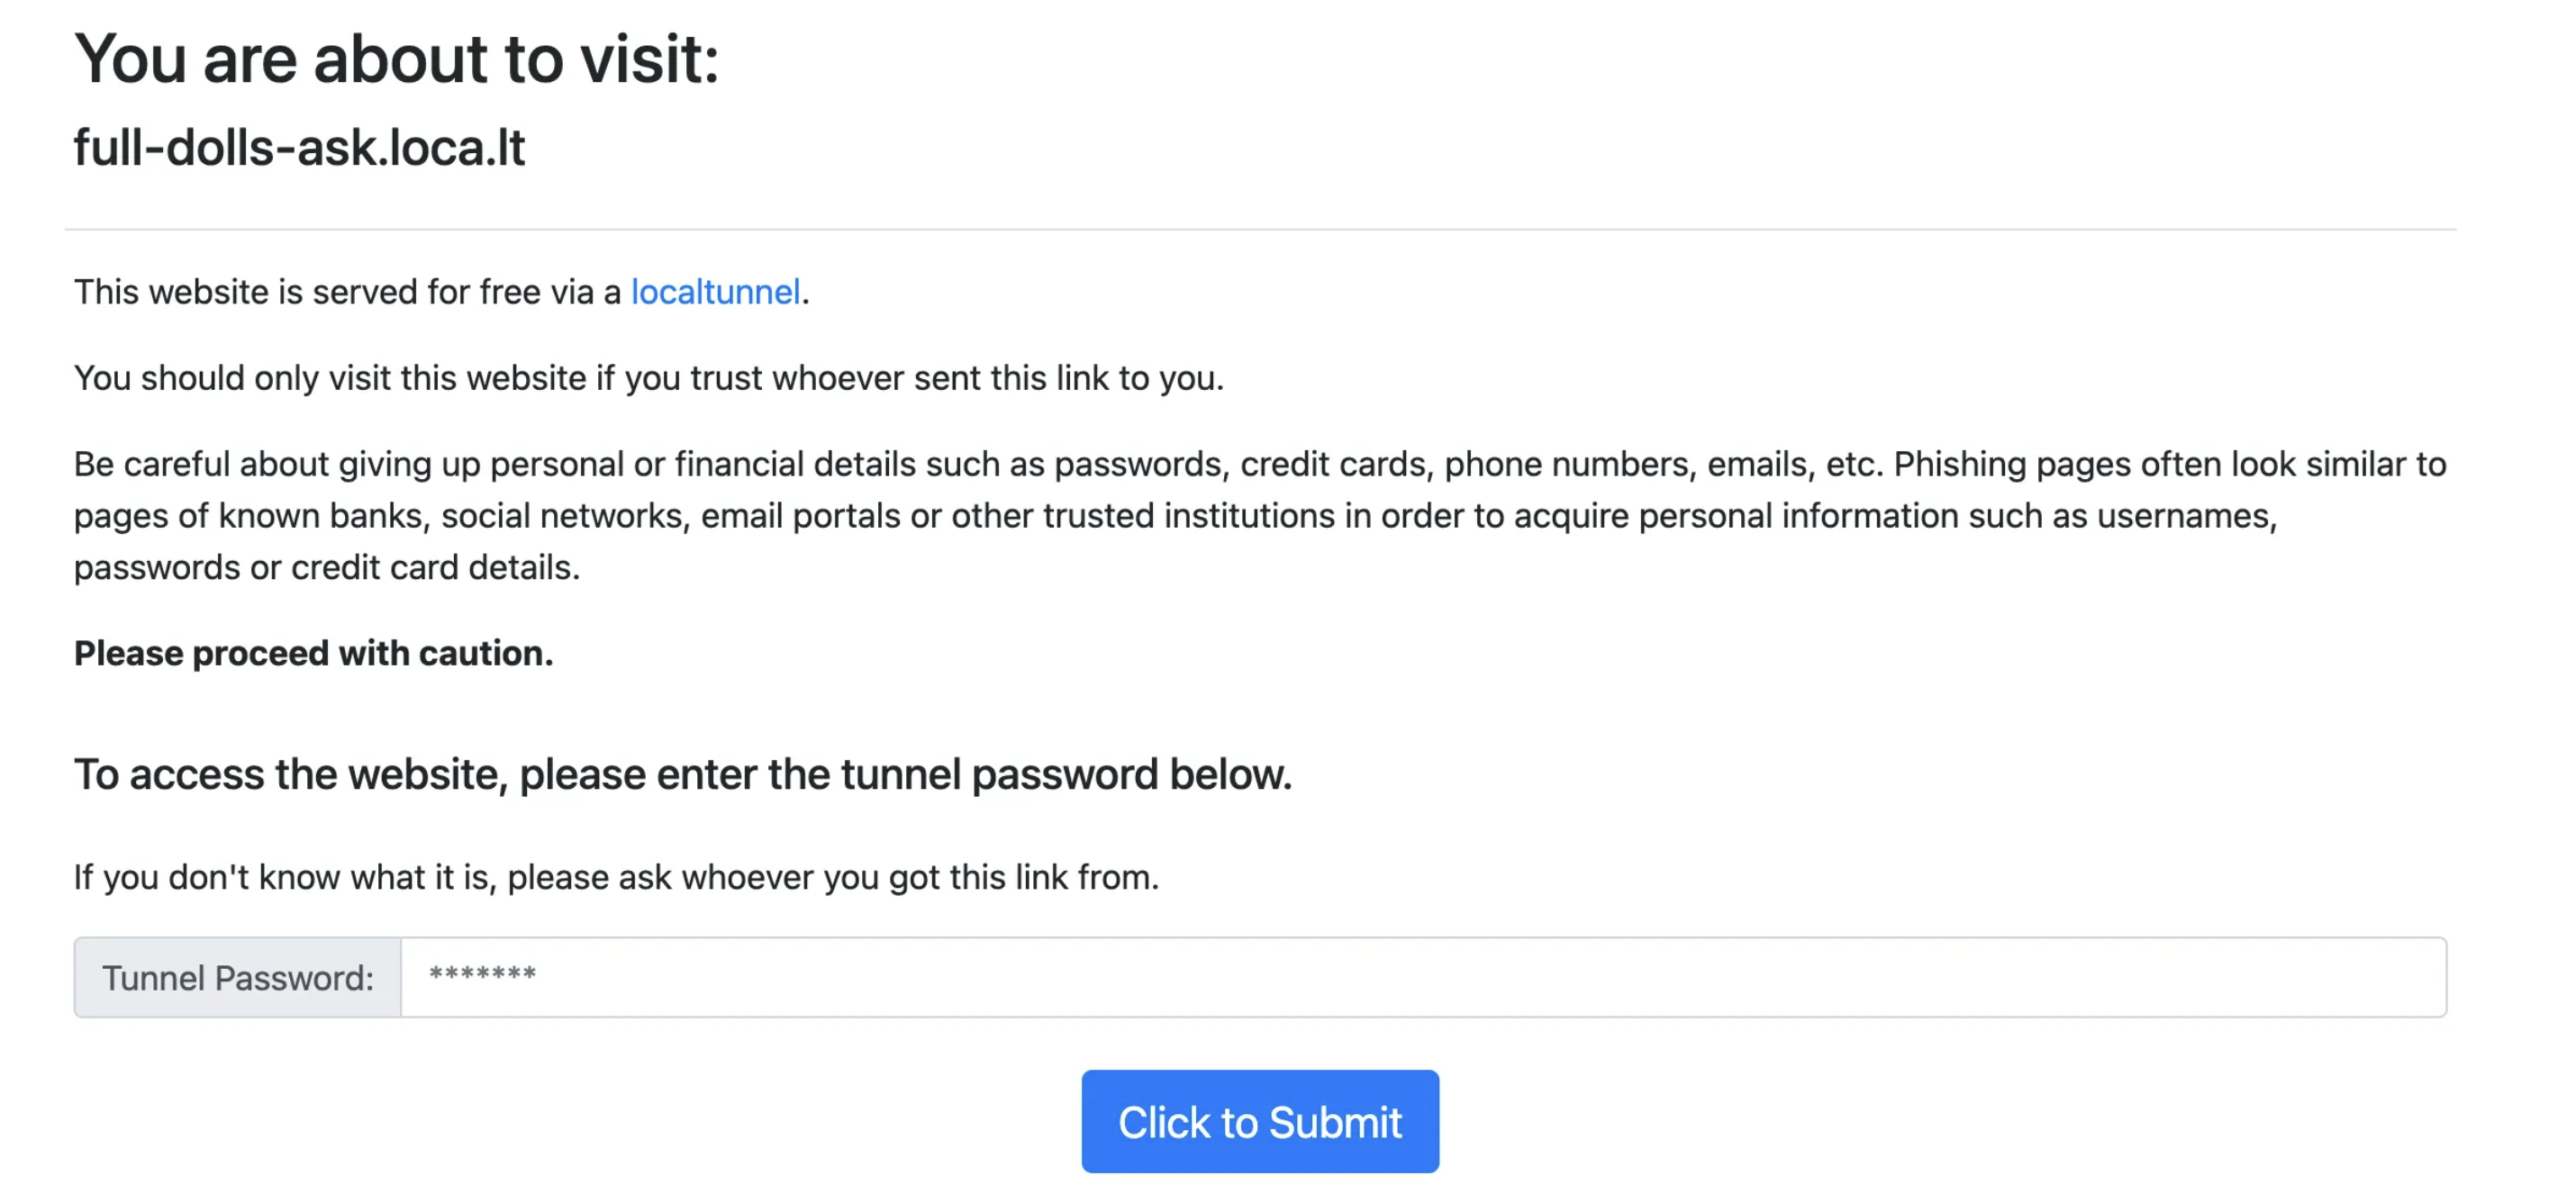 You are about to visit:
full-dolls-ask.loca.lt
This website is served for free via a localtunnel.
You should only visit this website if you trust whoever sent this link to you.
Be careful about giving up personal or financial details such as passwords, credit cards, phone numbers, emails, etc. Phishing pages often look similar to
pages of known banks, social networks, email portals or other trusted institutions in order to acquire personal information such as usernames,
passwords or credit card details.
Please proceed with caution.
To access the website, please enter the tunnel password below.
If you don't know what it is, please ask whoever you got this link from.
Tunnel Password: *******
Click to Submit